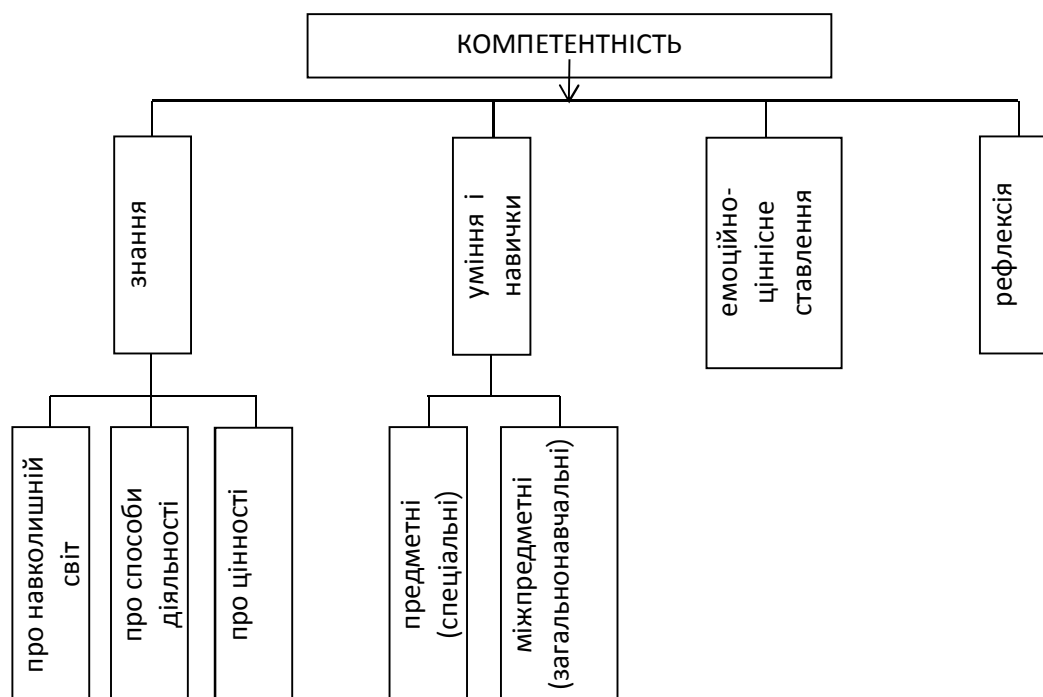 КОМПЕТЕНТНІСТЬ
знання
уміння і
навички
емоційно-
ціннісне
ставлення
рефлексія
про навколишній
світ
про способи
діяльності
про цінності
предметні
(спеціальні)
міжпредметні
(загальнонавчальні)